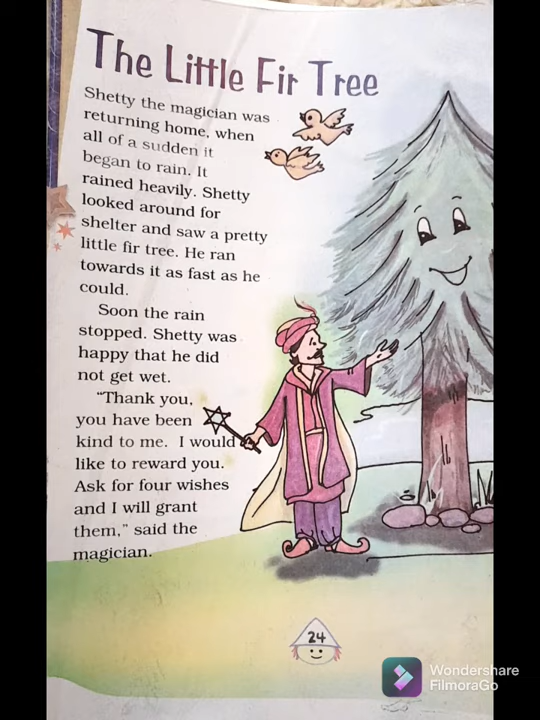 The Little Fir Tree
Shetty the magician was
returning home, when
all of a sudden it
began to rain. It
rained heavily. Shetty
looked around for
shelter and saw a pretty
little fir tree. He ran
towards it as fast as he
could.
Soon the rain
stopped. Shetty was
happy that he did
not get wet.
"Thank you,
you have been
kind to me. I would
like to reward you.
Ask for four wishes
and I will grant
them," said the
magician.
24
Wondershare
FilmoraGo